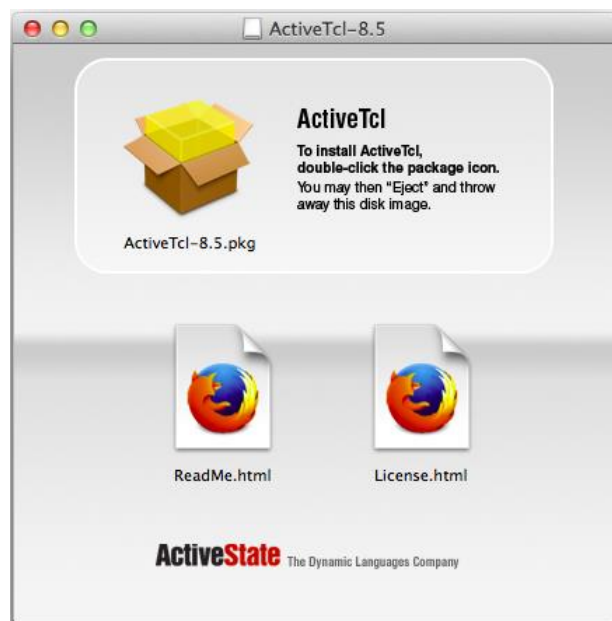 ActiveTcl-8.5
ActiveTcl
To install ActiveTcl,
double-click the package icon.
You may then “Eject” and throw
away this disk image.
ActiveTcl-8.5.pkg
ReadMe.html
License.html
ActiveState The Dynamic Languages Company